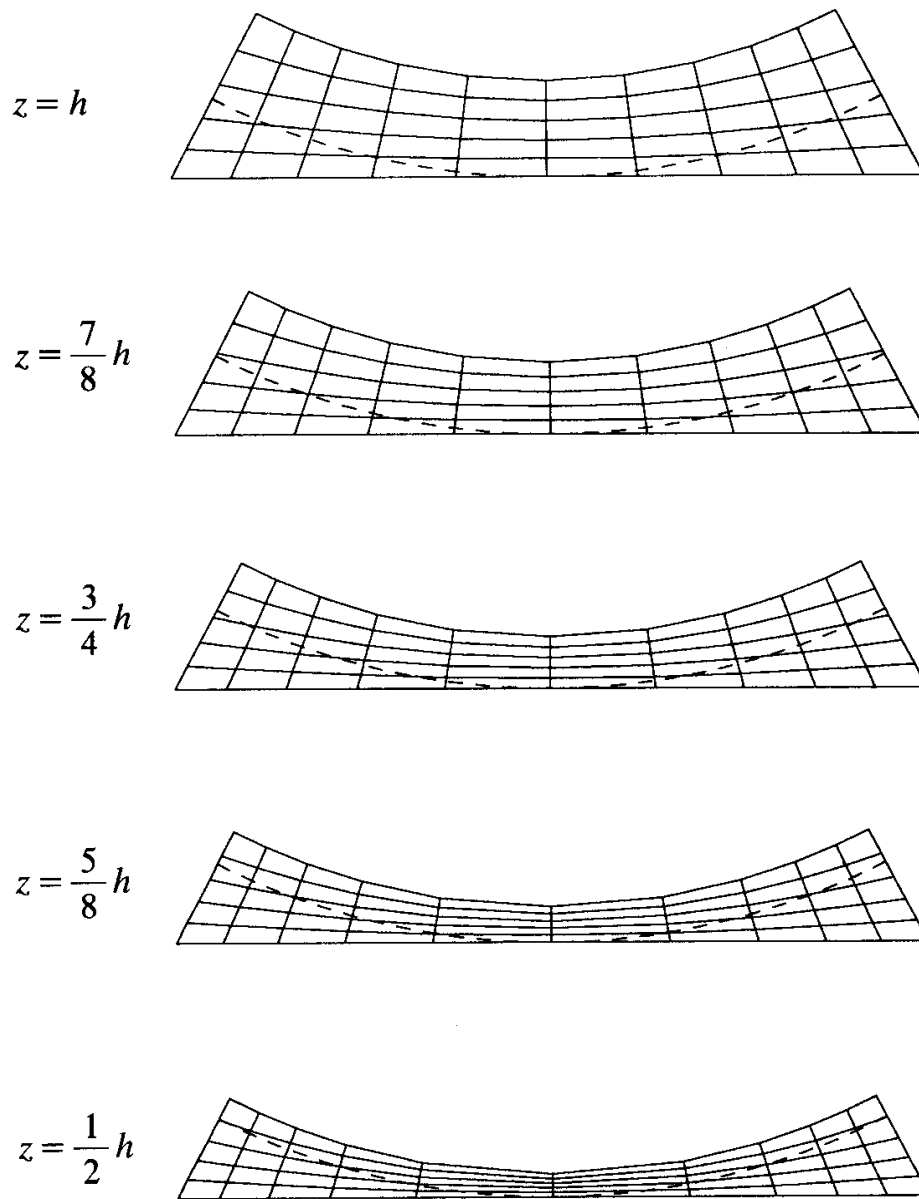 z = h
z = 7/8 h
z = 3/4 h
z = 5/8 h
z = 1/2 h